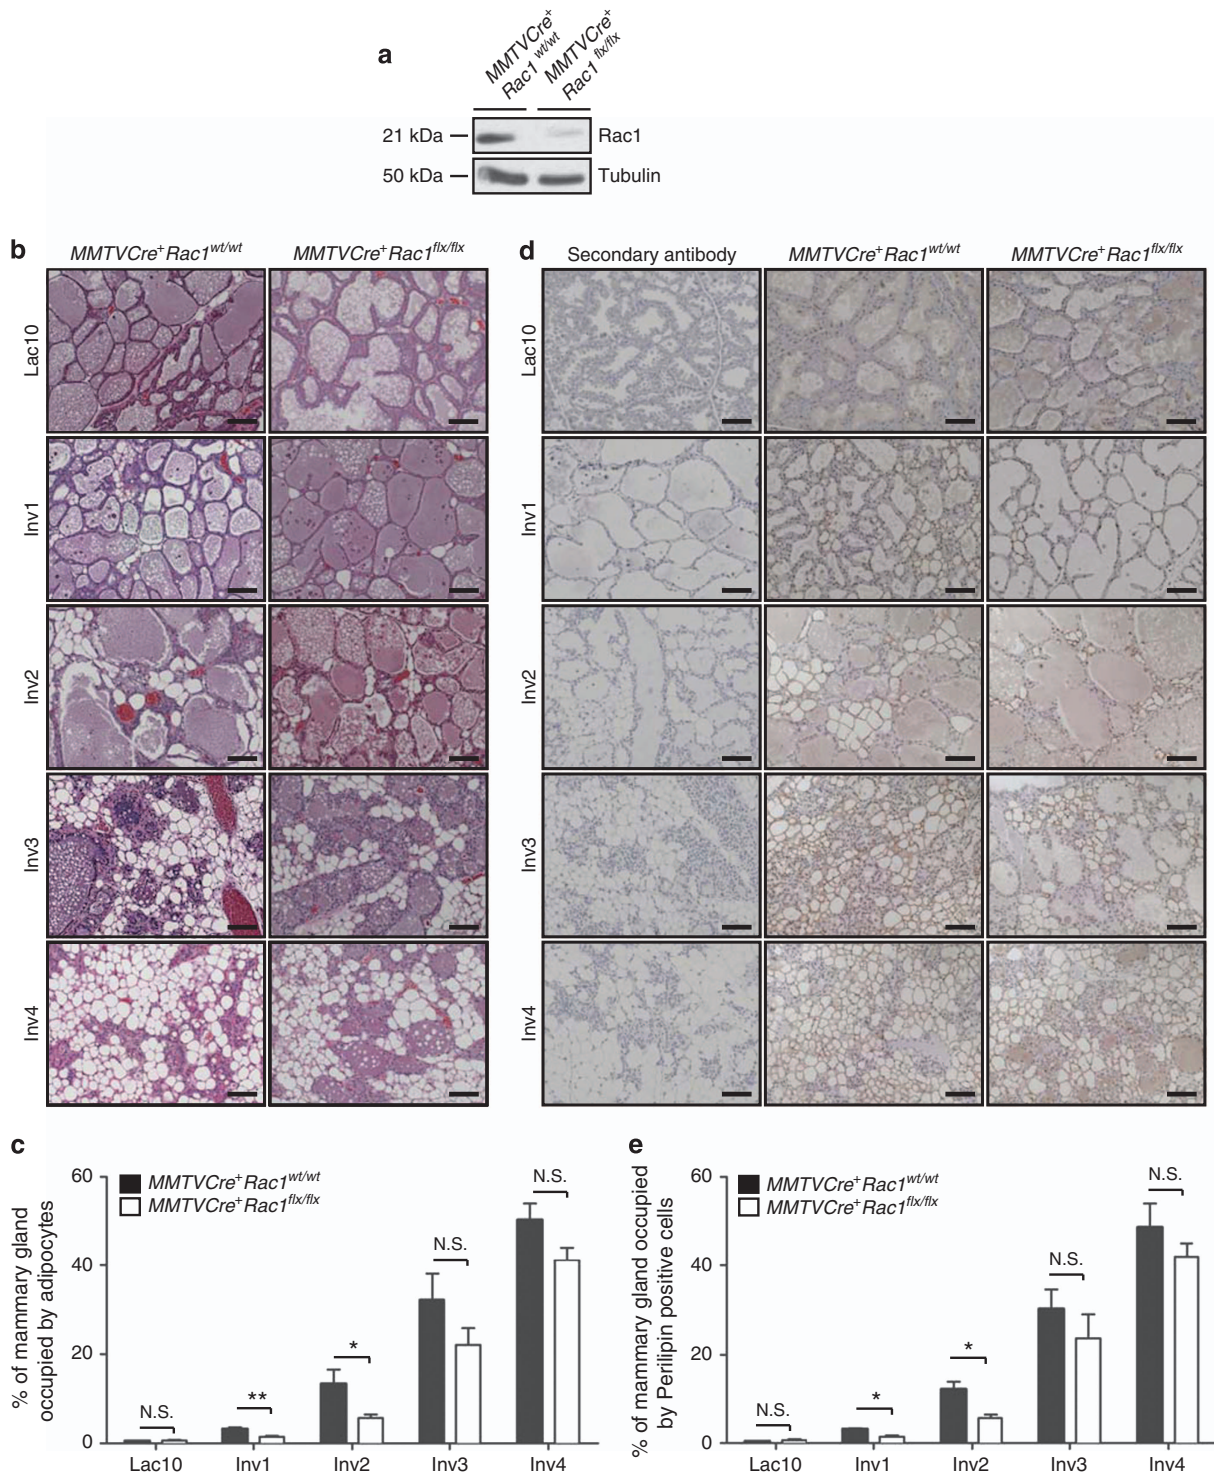 a
MMTVCre+
Rac1 wt/wt
MMTVCre+
Rac1 flx/flx
21 kDa
Rac1
50 kDa
Tubulin
b
MMTVCre+Rac1wt/wt
MMTVCre+Rac1flx/flx
Lac10
Inv1
Inv2
Inv3
Inv4
d
Secondary antibody
MMTVCre+Rac1wt/wt
MMTVCre+Rac1flx/flx
Lac10
Inv1
Inv2
Inv3
Inv4
c
% of mammary gland
occupied by adipocytes
60
40
20
0
MMTVCre+Rac1wt/wt
MMTVCre+Rac1flx/flx
N.S.
**
*
N.S.
N.S.
Lac10
Inv1
Inv2
Inv3
Inv4
e
% of mammary gland occupied
by Perilipin positive cells
60
40
20
0
MMTVCre+Rac1wt/wt
MMTVCre+Rac1flx/flx
N.S.
*
*
N.S.
N.S.
Lac10
Inv1
Inv2
Inv3
Inv4